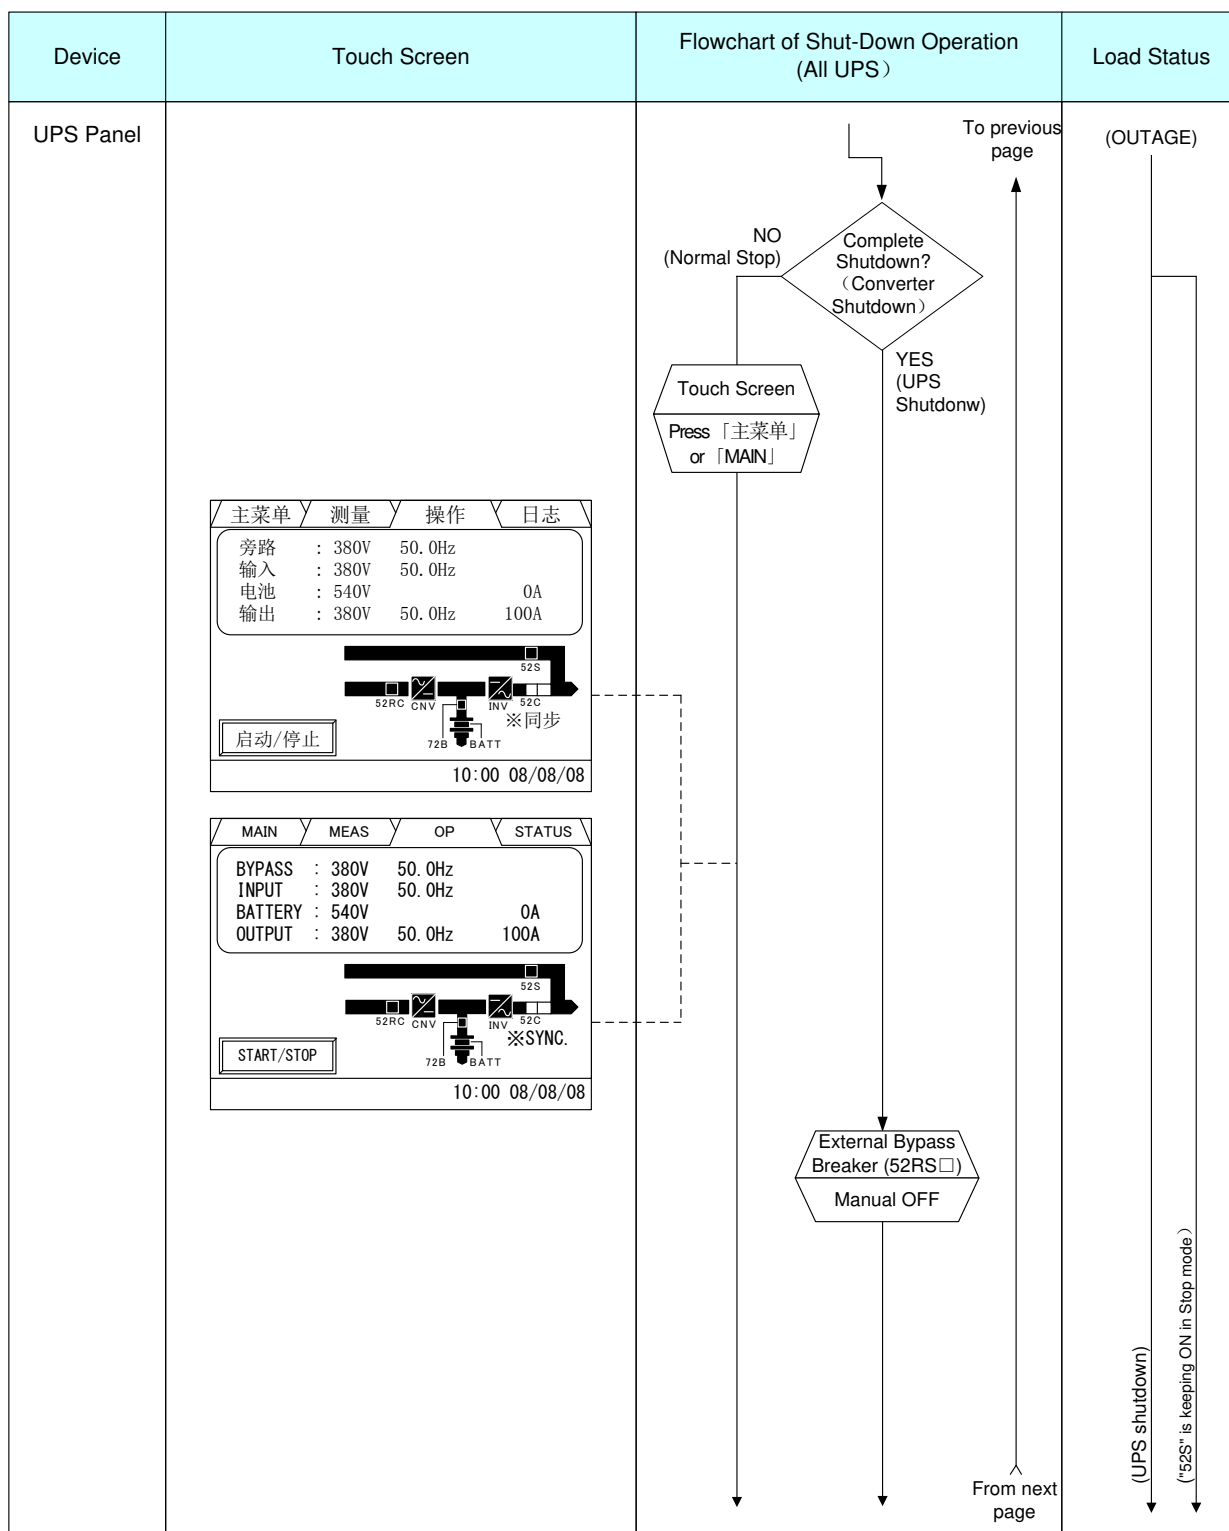 Device
Touch Screen
Flowchart of Shut-Down Operation
(All UPS）
Load Status
UPS Panel
To previous
page
(OUTAGE)
NO
(Normal Stop)
Complete
Shutdown?
（Converter
Shutdown）
YES
(UPS
Shutdonw)
Touch Screen
Press「主菜单」
or「MAIN」
主菜单 测量 操作 日志
旁路 : 380V 50.0Hz
输入 : 380V 50.0Hz
电池 : 540V 0A
输出 : 380V 50.0Hz 100A
52S
52RC CNV INV 52C
※同步
启动/停止
72B BATT
10:00 08/08/08
MAIN MEAS OP STATUS
BYPASS : 380V 50.0Hz
INPUT : 380V 50.0Hz
BATTERY : 540V 0A
OUTPUT : 380V 50.0Hz 100A
52S
52RC CNV INV 52C
※SYNC.
START/STOP
72B BATT
10:00 08/08/08
External Bypass
Breaker (52RS□)
Manual OFF
(UPS shutdown)
("52S" is keeping ON in Stop mode）
From next
page